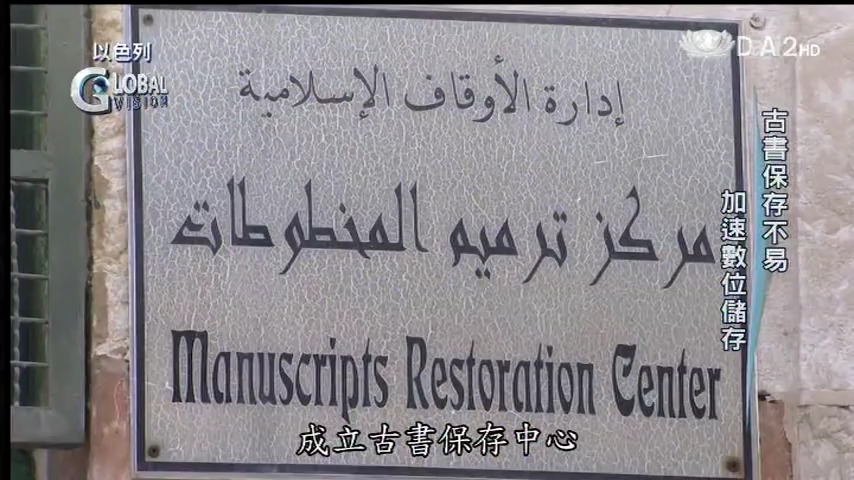 以色列
GLOBAL
VISION
DA2HD
إدارة الأوقاف الإسلامية
مركز ترميم المخطوطات
Manuscripts Restoration Center
古書保存不易
加速數位儲存
成立古書保存中心